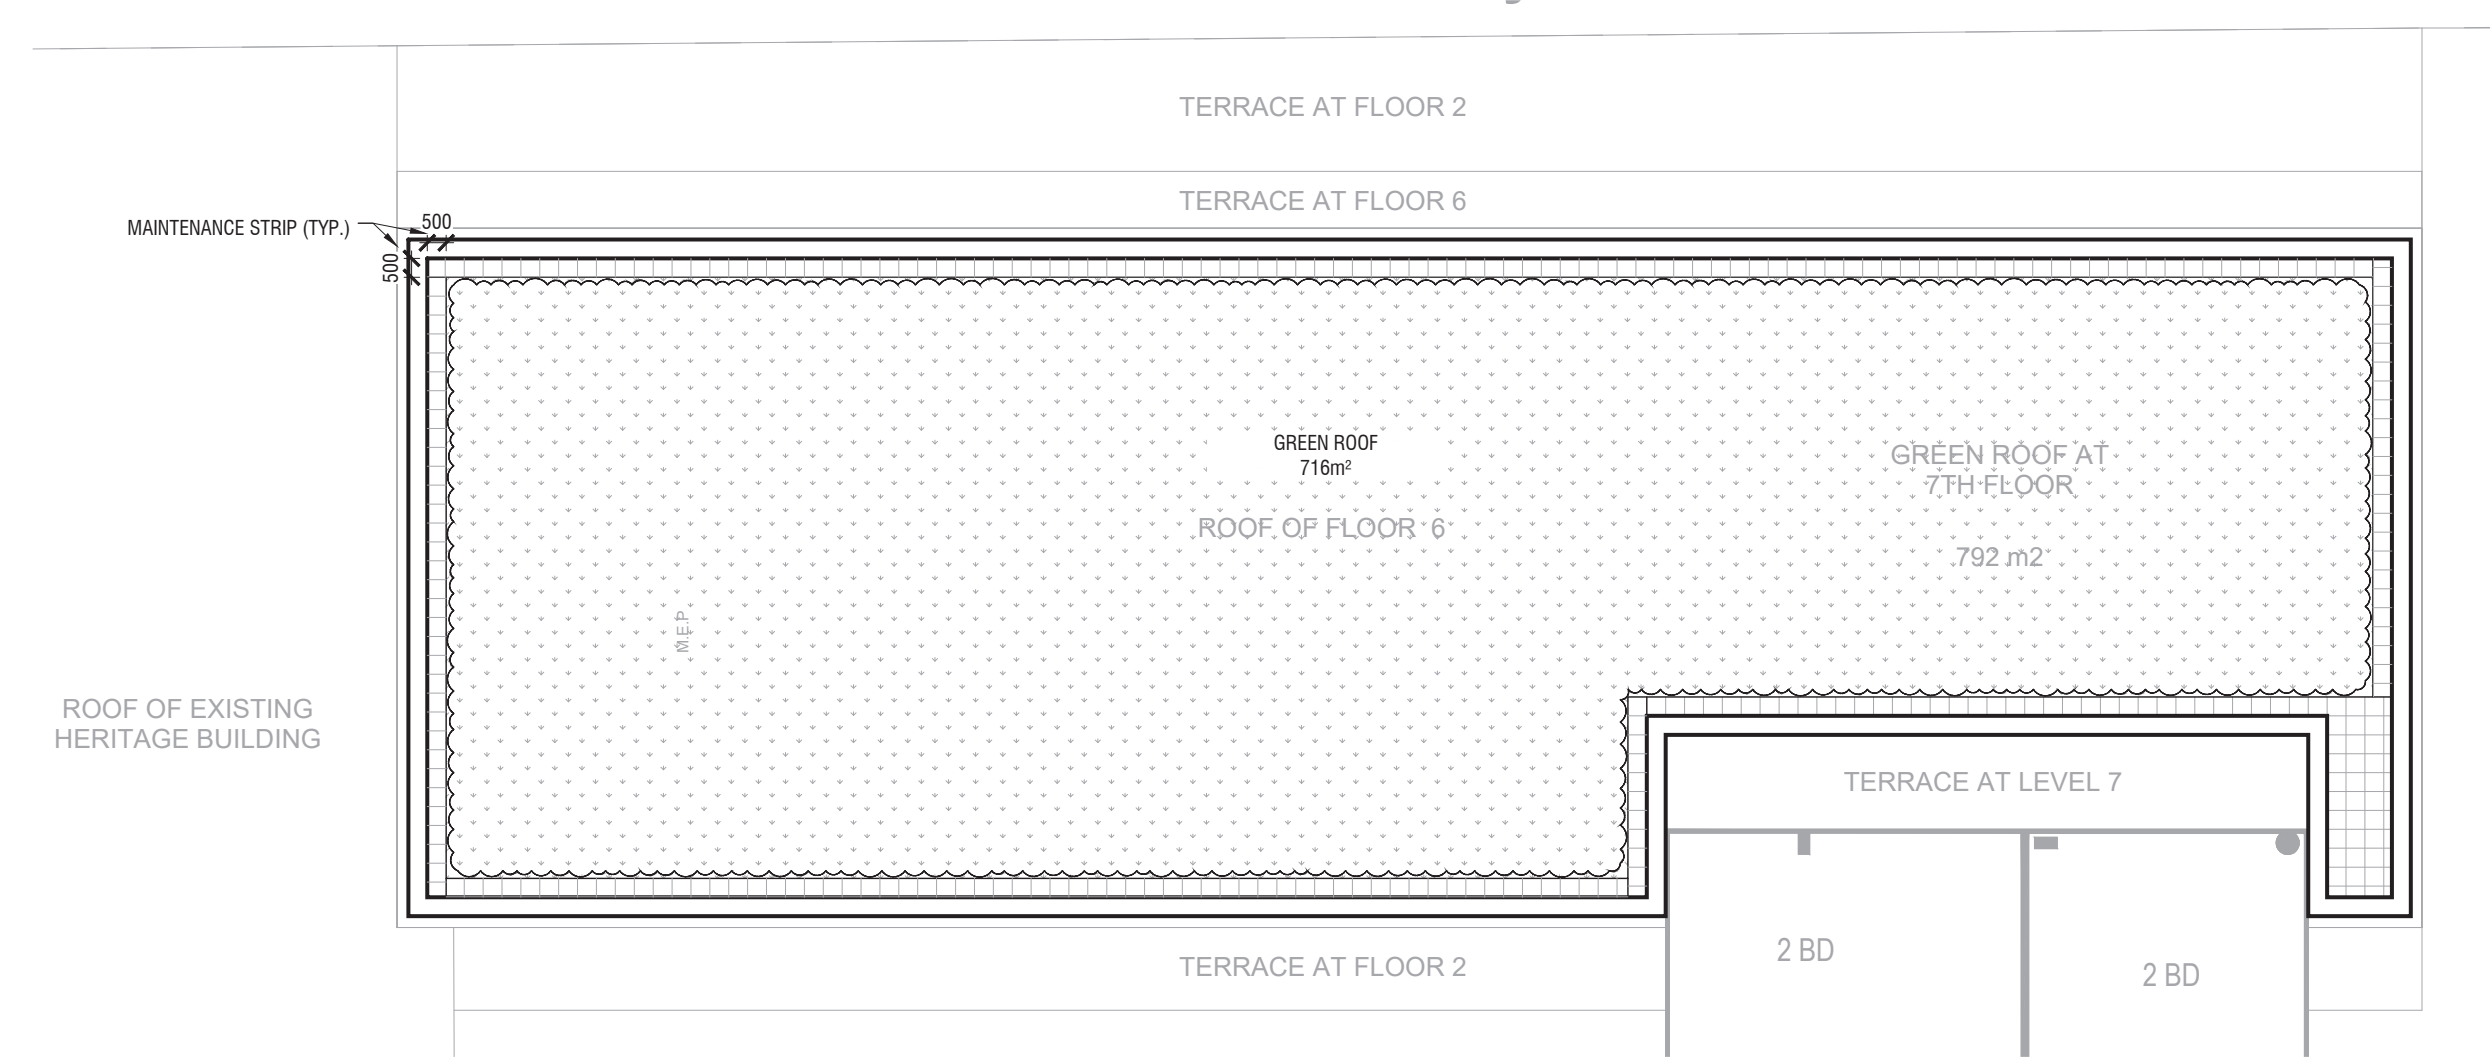 TERRACE AT FLOOR 2
TERRACE AT FLOOR 6
MAINTENANCE STRIP (TYP.)
500
500
GREEN ROOF
716m²
GREEN ROOF AT
7TH FLOOR
ROOF OF FLOOR 6
792 m2
M.E.P
ROOF OF EXISTING
HERITAGE BUILDING
TERRACE AT LEVEL 7
2 BD
TERRACE AT FLOOR 2
2 BD